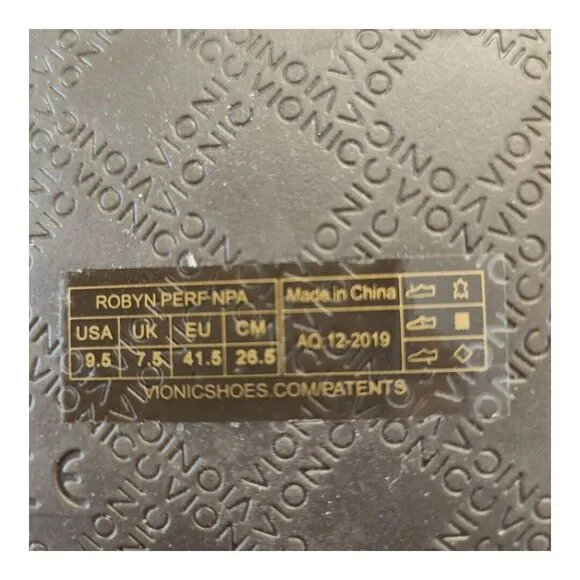 ROBYN PERF NPA
USA UK EU CM
9.5 7.5 41.5 26.5
Made in China
AQ 12-2019
VIONICSHOES.COM/PATENTS
VIONIC
CE